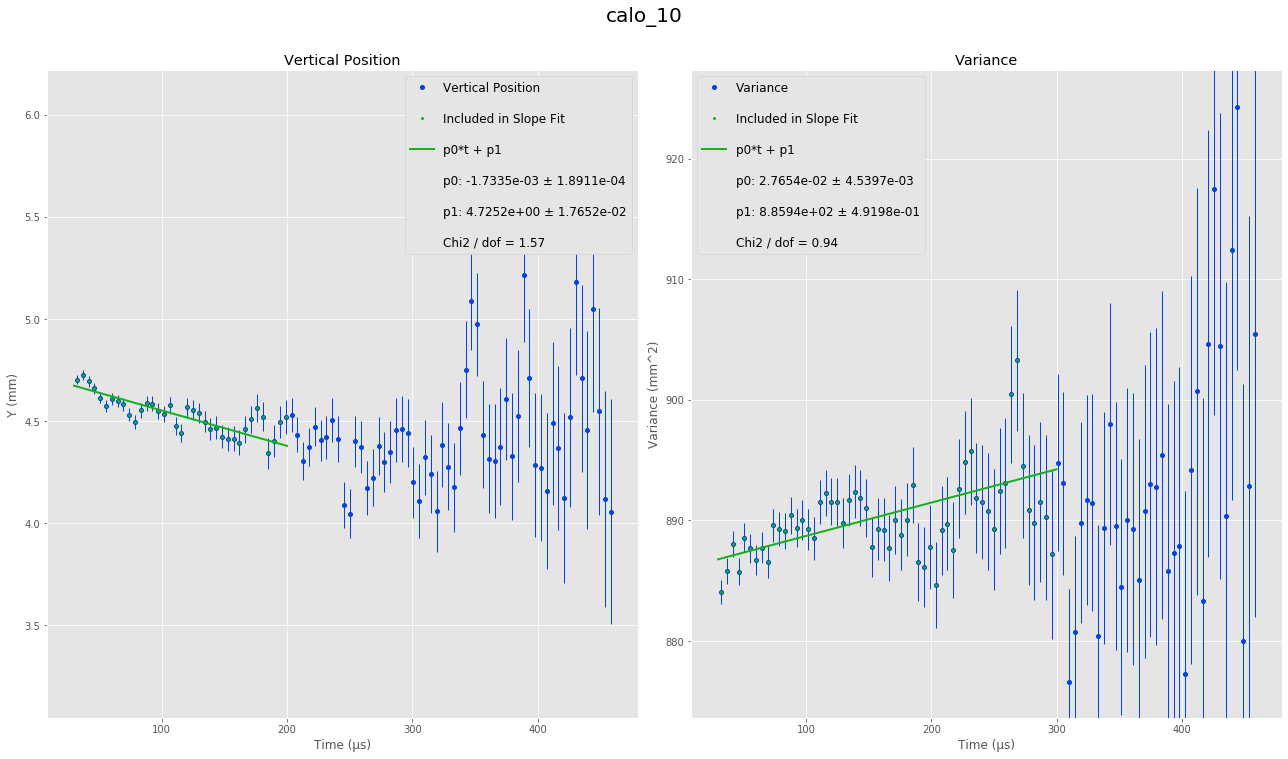 calo_10
Vertical Position
6.0
5.5
5.0
4.5
4.0
3.5
Y (mm)
100
200
300
400
Time (μs)
Vertical Position
Included in Slope Fit
p0*t + p1
p0: -1.7335e-03 ± 1.8911e-04
p1: 4.7252e+00 ± 1.7652e-02
Chi2 / dof = 1.57
Variance
920
910
900
890
880
Variance (mm^2)
100
200
300
400
Time (μs)
Variance
Included in Slope Fit
p0*t + p1
p0: 2.7654e-02 ± 4.5397e-03
p1: 8.8594e+02 ± 4.9198e-01
Chi2 / dof = 0.94